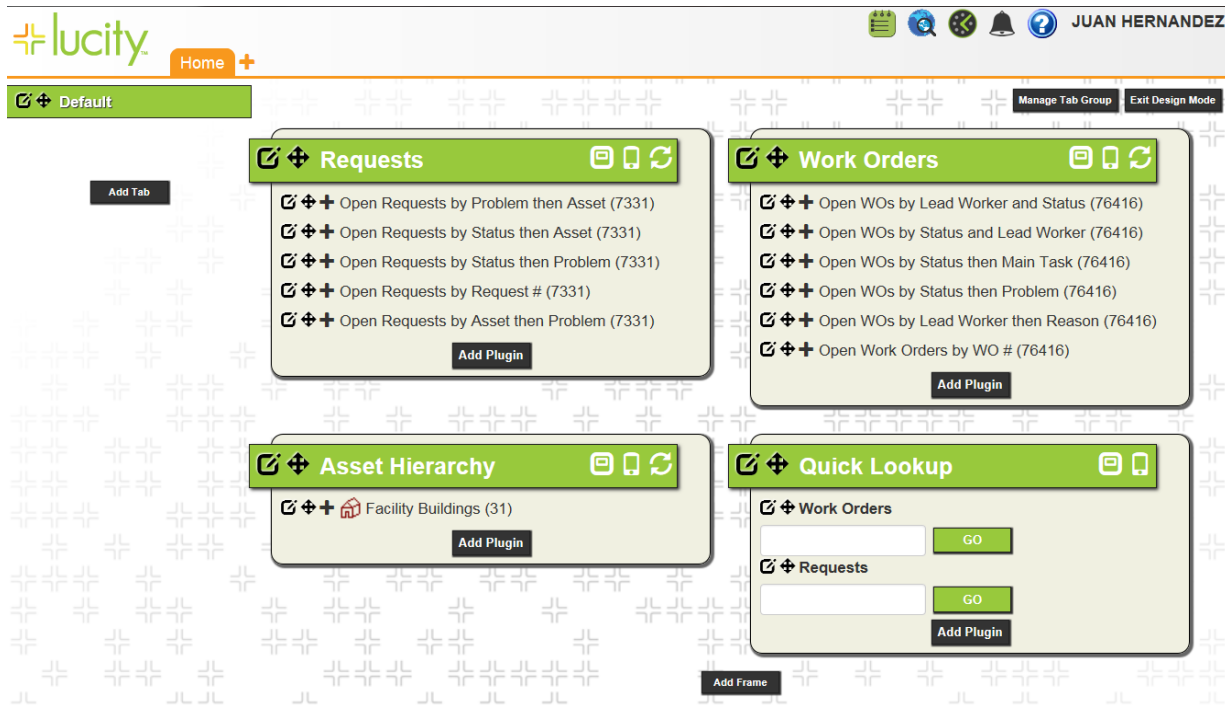 lucity
JUAN HERNANDEZ
Home
Default
Manage Tab Group
Exit Design Mode
Add Tab
Requests
Open Requests by Problem then Asset (7331)
Open Requests by Status then Asset (7331)
Open Requests by Status then Problem (7331)
Open Requests by Request # (7331)
Open Requests by Asset then Problem (7331)
Add Plugin
Work Orders
Open WOs by Lead Worker and Status (76416)
Open WOs by Status and Lead Worker (76416)
Open WOs by Status then Main Task (76416)
Open WOs by Status then Problem (76416)
Open WOs by Lead Worker then Reason (76416)
Open Work Orders by WO # (76416)
Add Plugin
Asset Hierarchy
Facility Buildings (31)
Add Plugin
Quick Lookup
Work Orders
GO
Requests
GO
Add Plugin
Add Frame